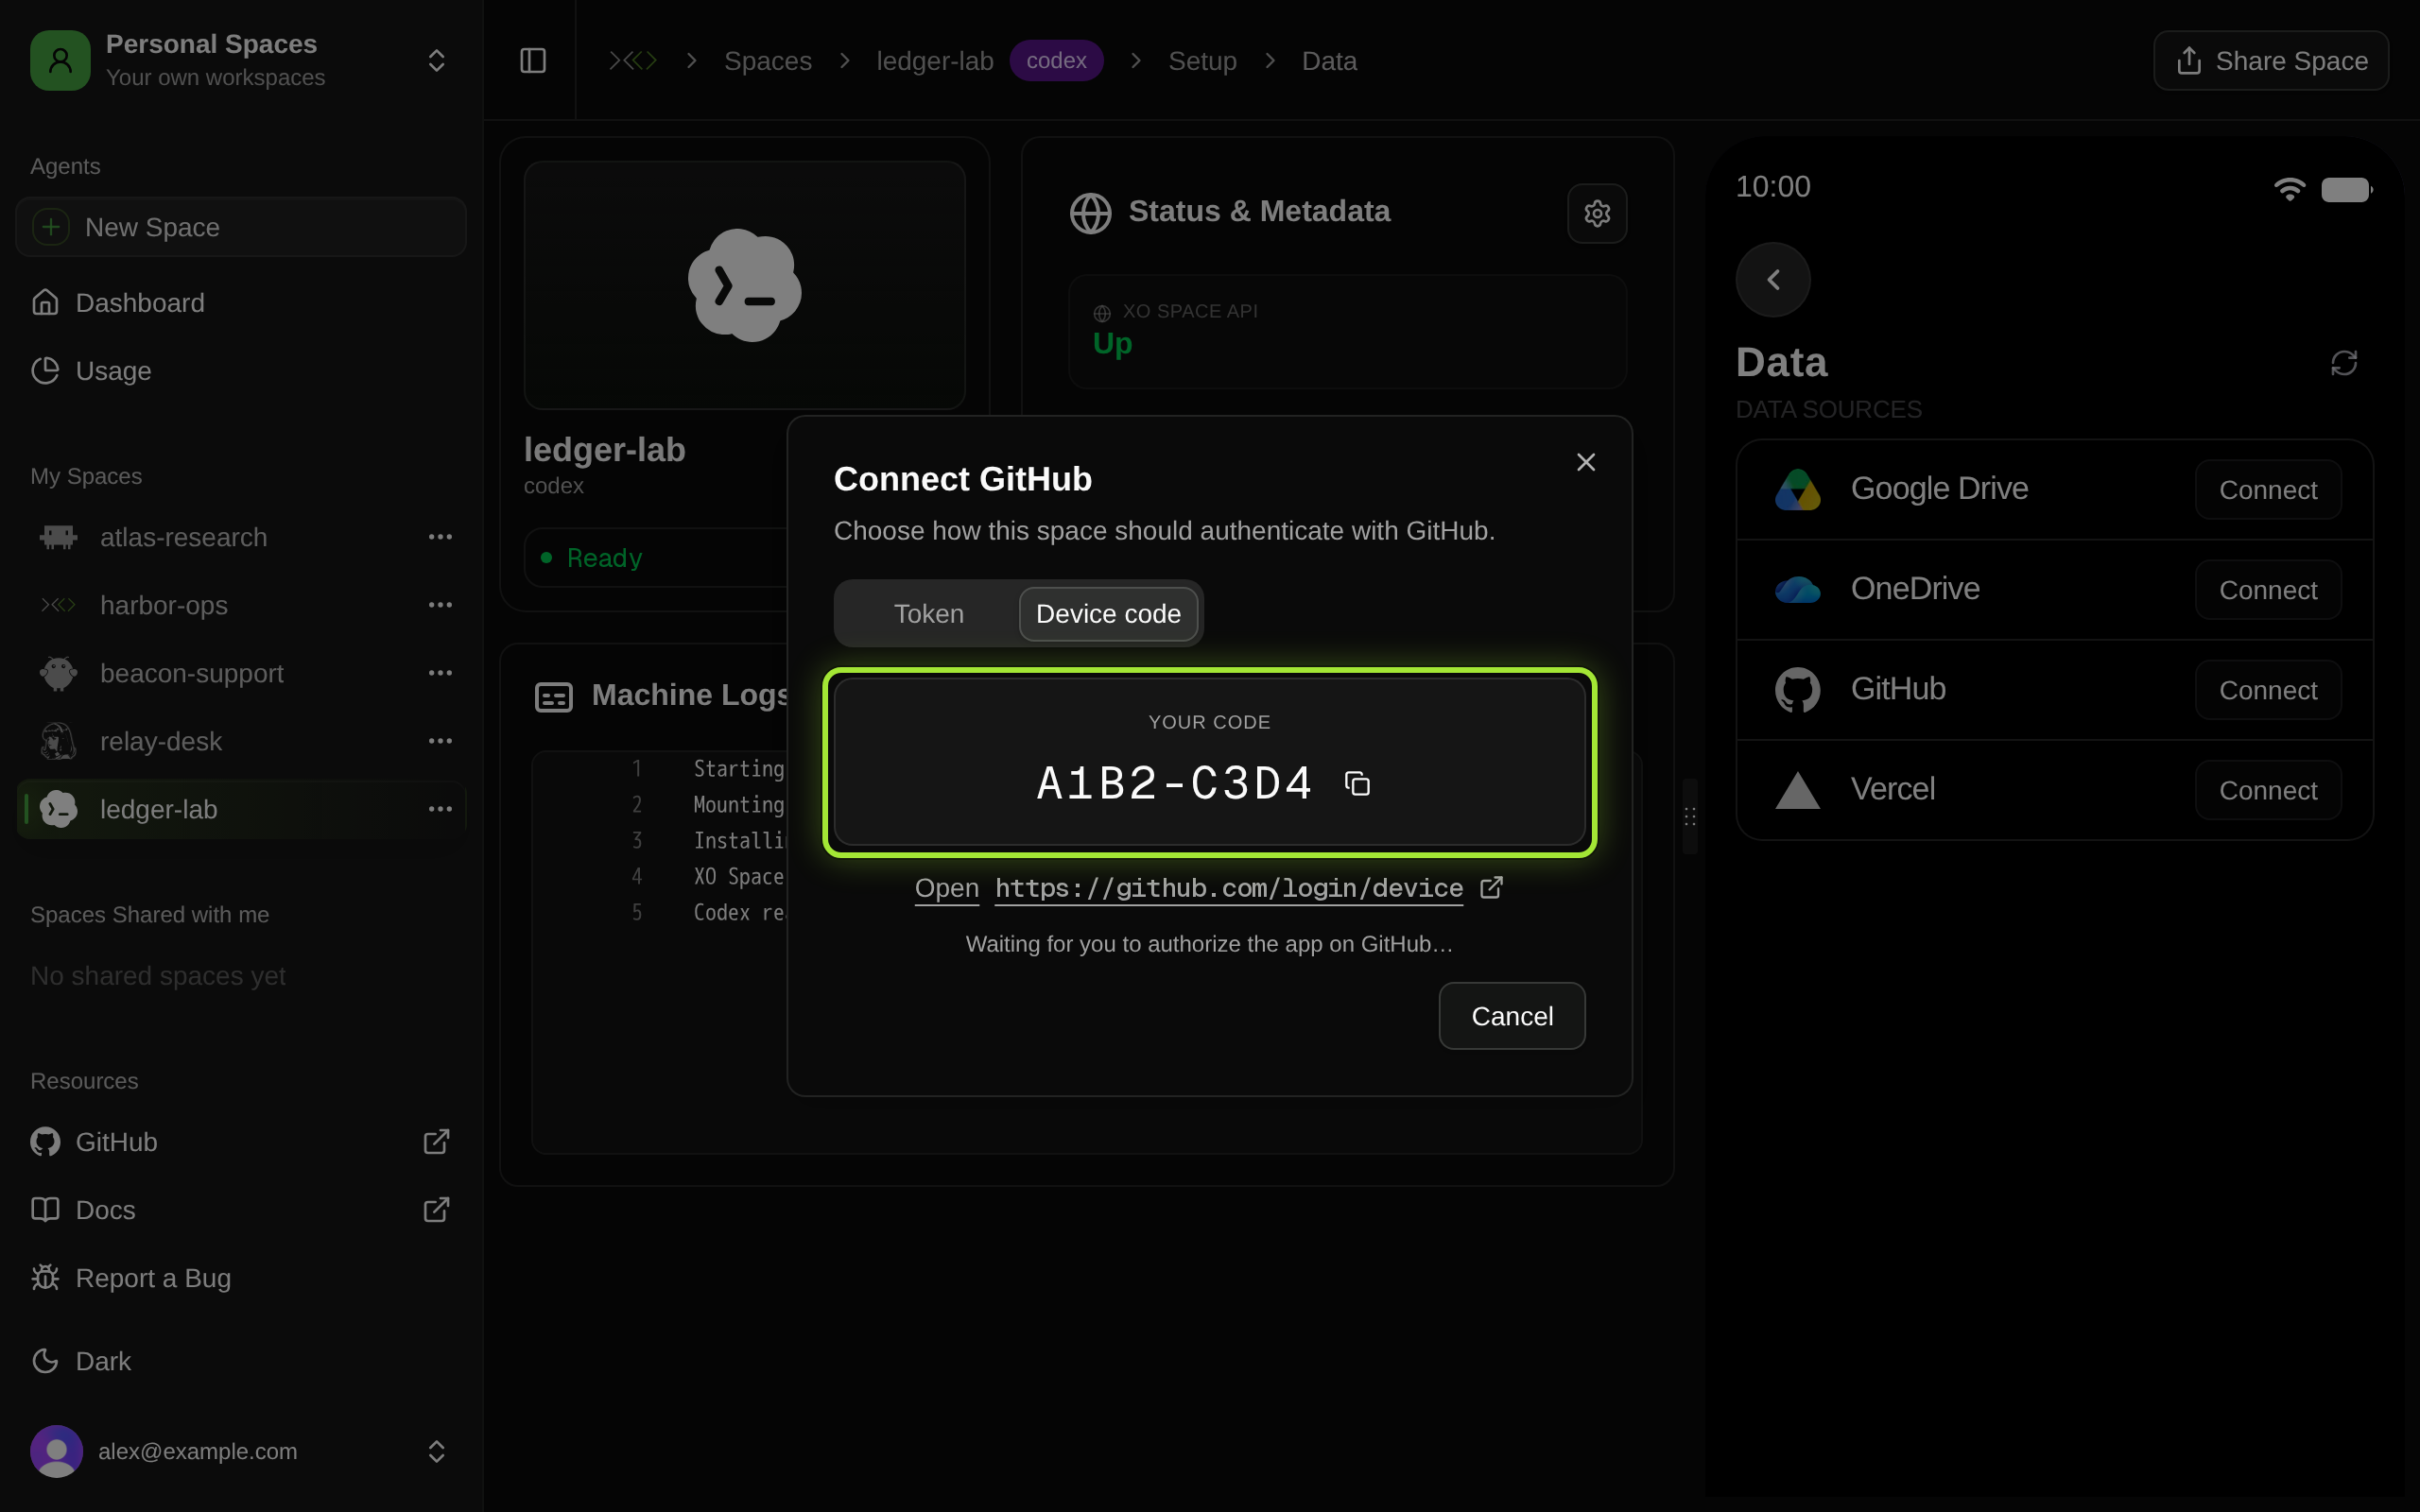 Personal Spaces
Your own workspaces
Agents
New Space
Dashboard
Usage
My Spaces
atlas-research
harbor-ops
beacon-support
relay-desk
ledger-lab
Spaces Shared with me
No shared spaces yet
Resources
GitHub
Docs
Report a Bug
Dark
alex@example.com
Spaces
ledger-lab codex
Setup
Data
Share Space
ledger-lab
codex
Ready
Status & Metadata
XO SPACE API
Up
Machine Logs
1 Starting
2 Mounting
3
4 XO Space
5 Codex
Connect GitHub
Choose how this space should authenticate with GitHub.
Token
Device code
YOUR CODE
A1B2-C3D4
Open https://github.com/login/device
Waiting for you to authorize the app on GitHub…
Cancel
10:00
Data
DATA SOURCES
Google Drive Connect
OneDrive Connect
GitHub Connect
Vercel Connect